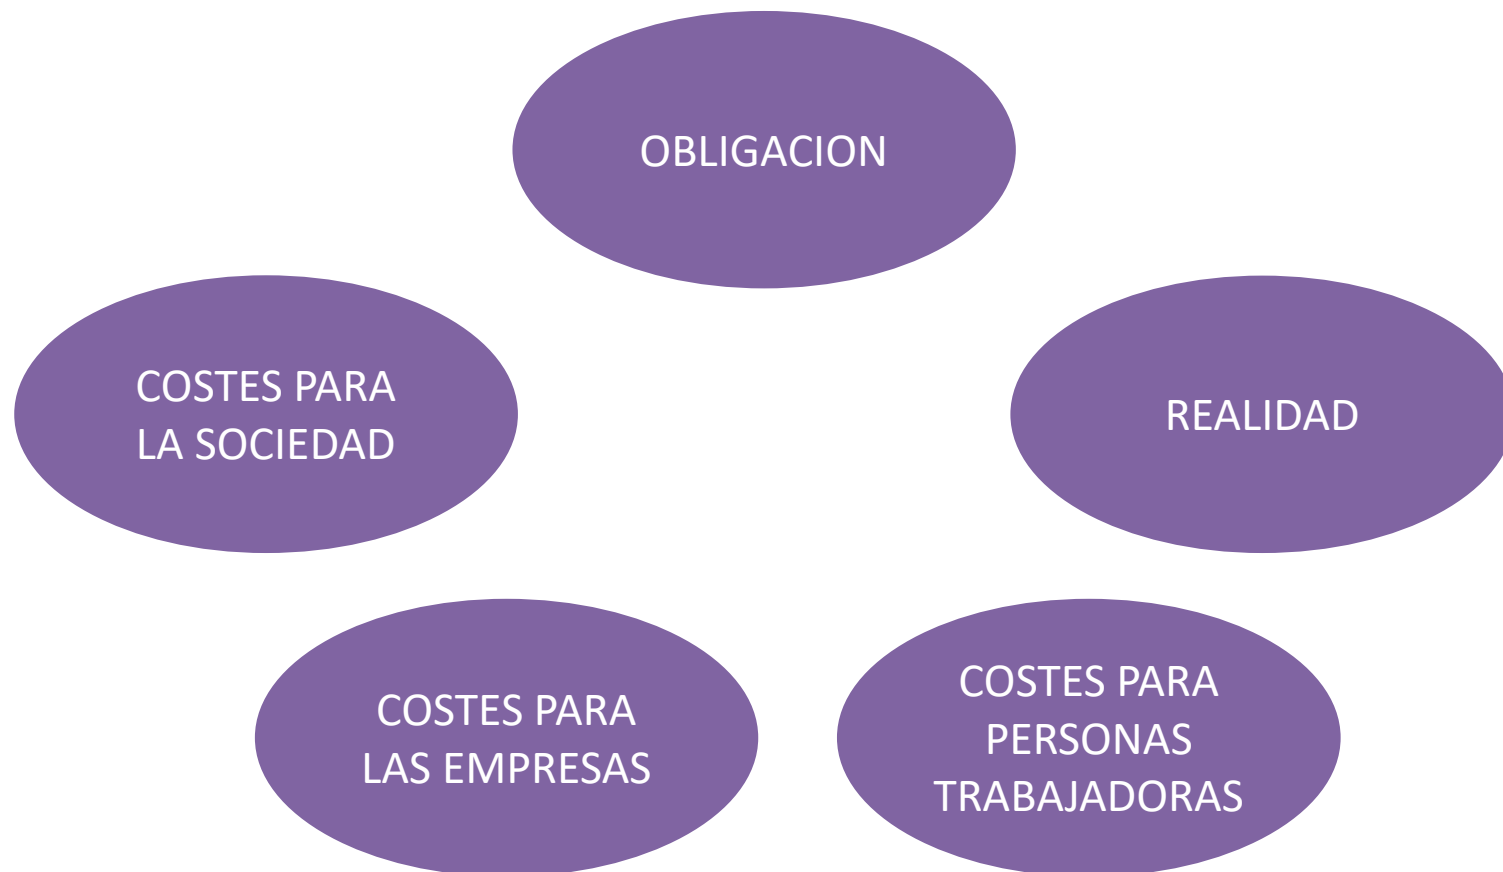 OBLIGACION
COSTES PARA
LA SOCIEDAD
REALIDAD
COSTES PARA
LAS EMPRESAS
COSTES PARA
PERSONAS
TRABAJADORAS